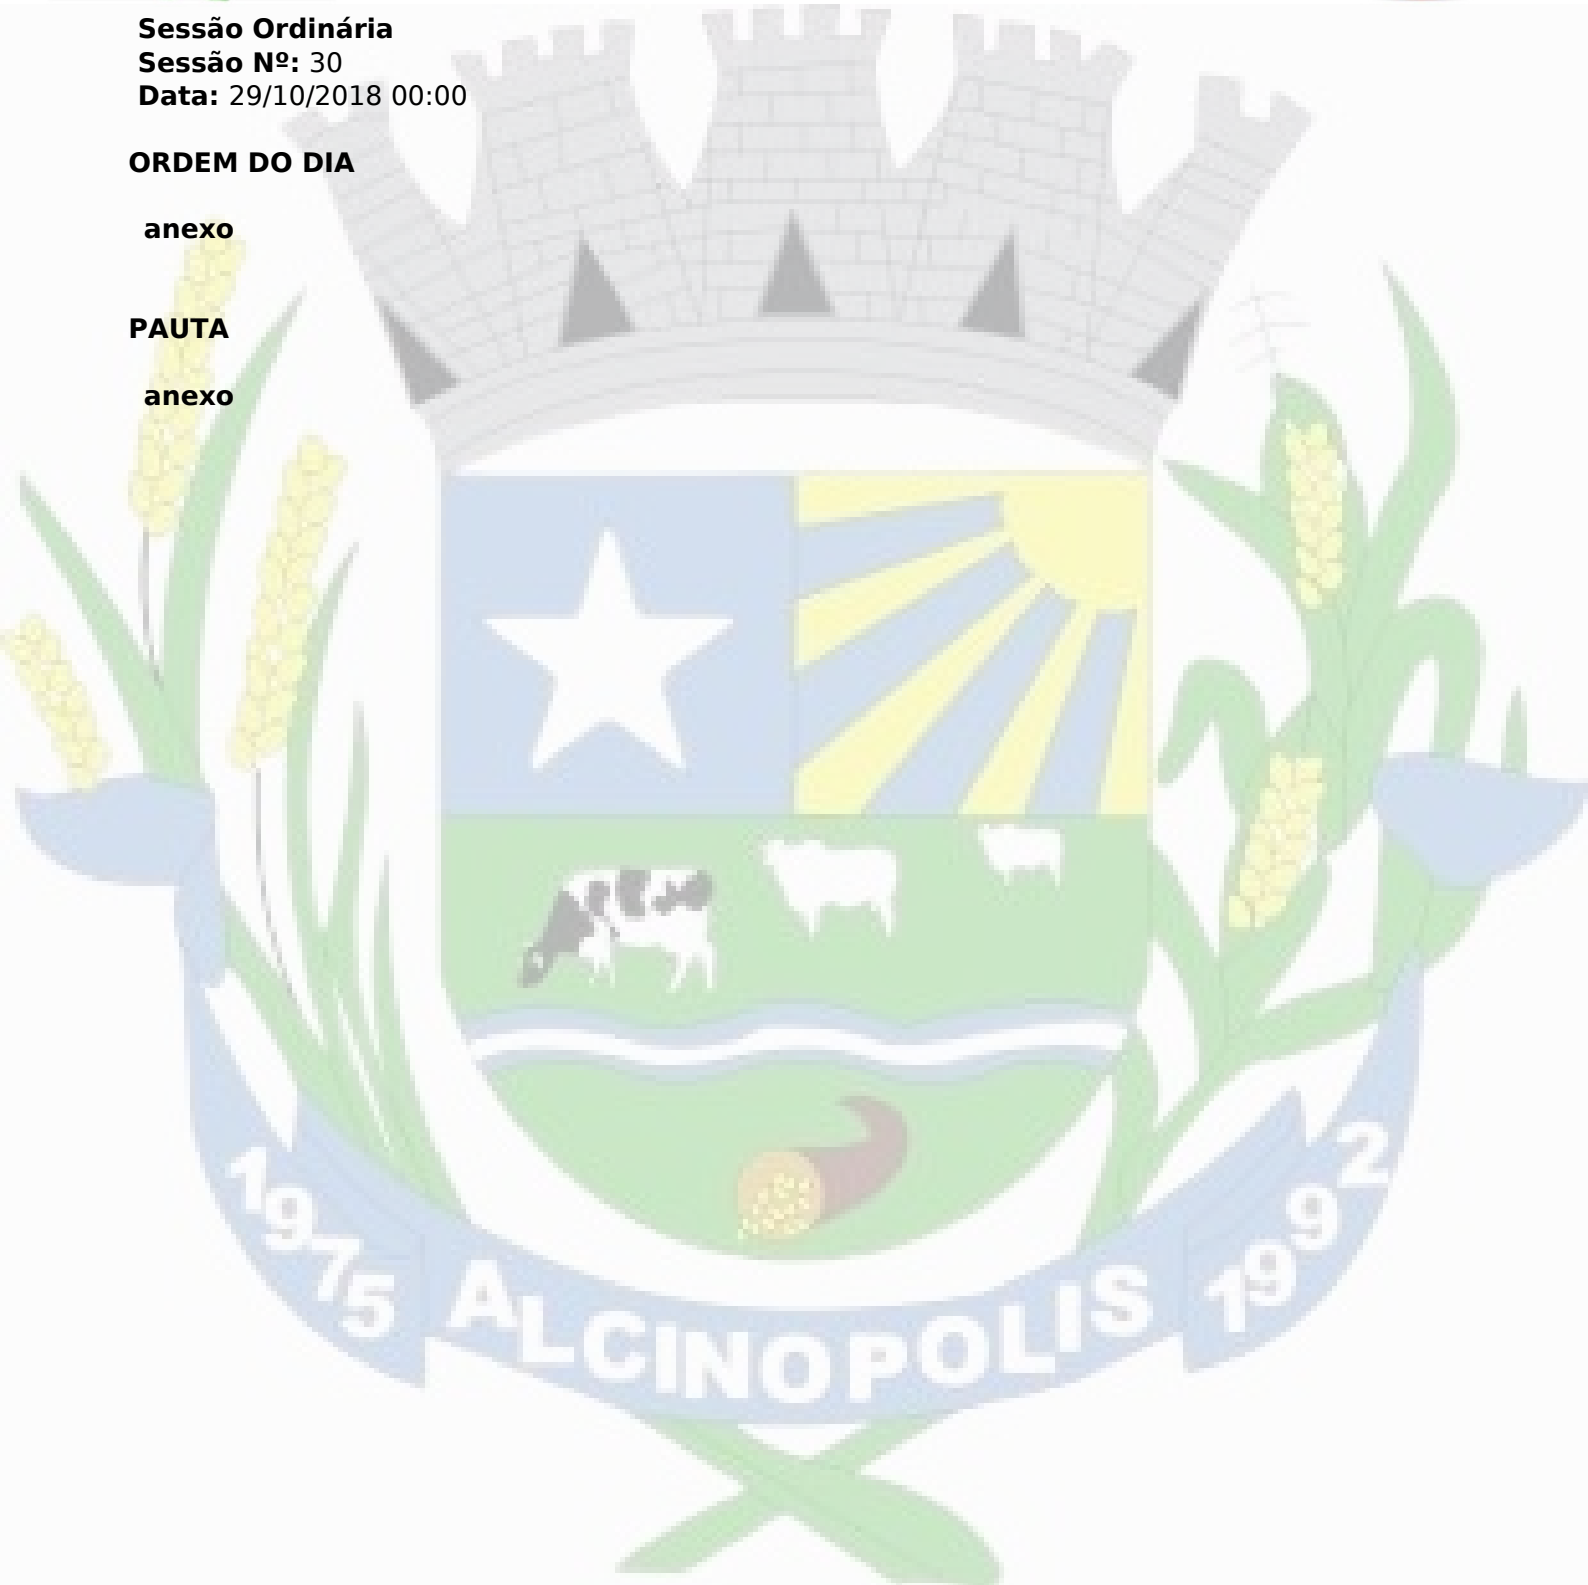 Sessão Ordinária
Sessão Nº: 30
Data: 29/10/2018 00:00
ORDEM DO DIA
anexo
PAUTA
anexo
1975
ALCINOPOLIS
1992